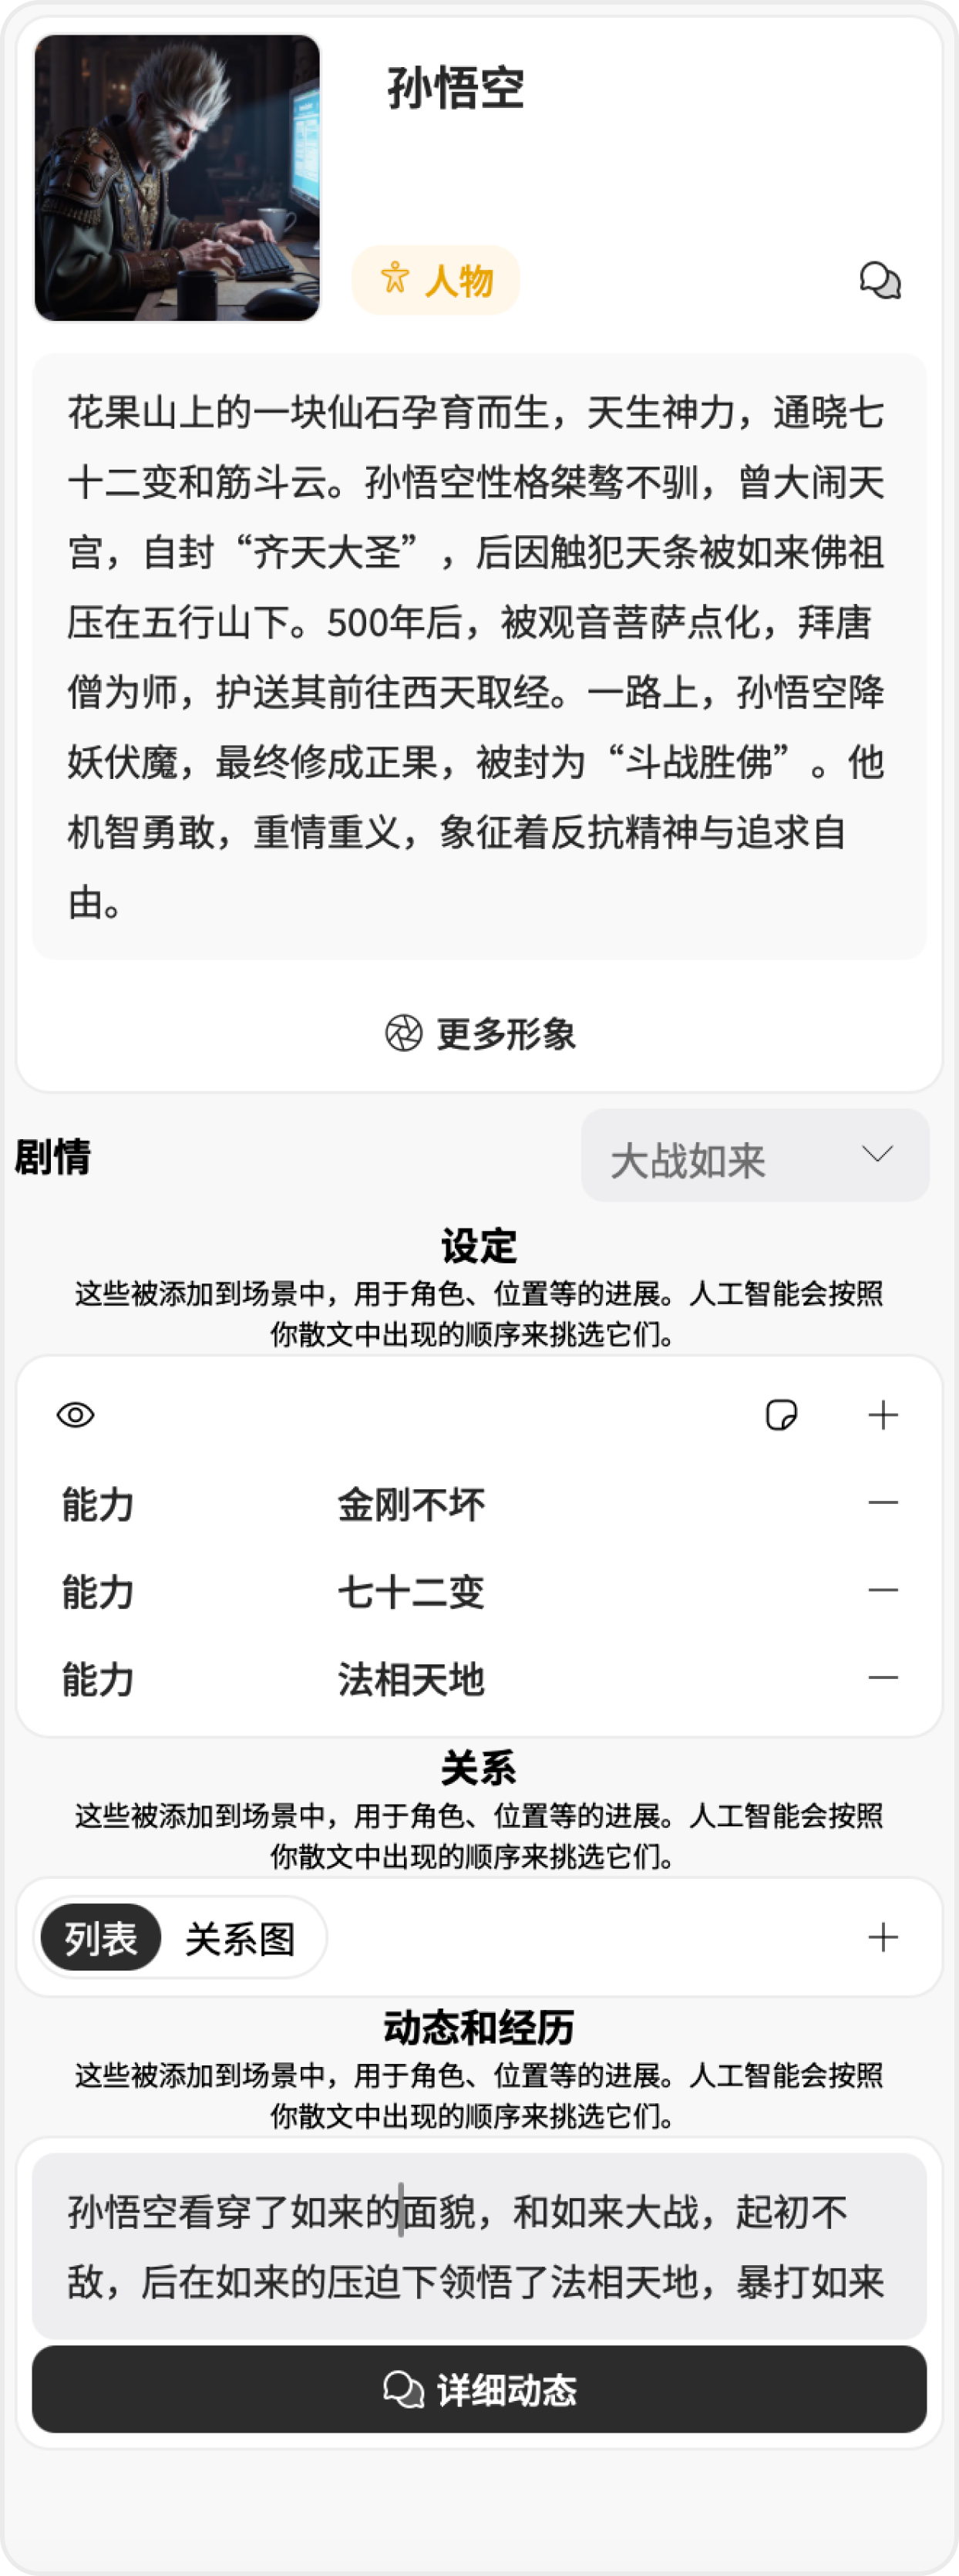 孙悟空
人物
花果山上的一块仙石孕育而生，天生神力，通晓七
十二变和筋斗云。孙悟空性格桀骜不驯，曾大闹天
宫，自封“齐天大圣”，后因触犯天条被如来佛祖
压在五行山下。500年后，被观音菩萨点化，拜唐
僧为师，护送其前往西天取经。一路上，孙悟空降
妖伏魔，最终修成正果，被封为“斗战胜佛”。他
机智勇敢，重情重义，象征着反抗精神与追求自
由。
更多形象
剧情
大战如来
设定
这些被添加到场景中，用于角色、位置等的进展。人工智能会按照
你散文中出现的顺序来挑选它们。
能力 金刚不坏
能力 七十二变
能力 法相天地
关系
这些被添加到场景中，用于角色、位置等的进展。人工智能会按照
你散文中出现的顺序来挑选它们。
列表 关系图
动态和经历
这些被添加到场景中，用于角色、位置等的进展。人工智能会按照
你散文中出现的顺序来挑选它们。
孙悟空看穿了如来的面貌，和如来大战，起初不
敌，后在如来的压迫下领悟了法相天地，暴打如来
详细动态